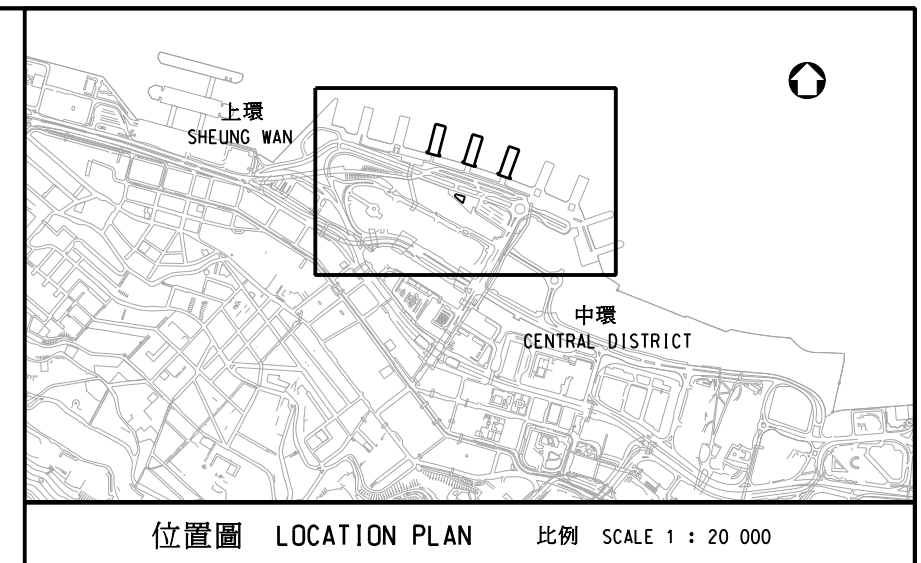 上環
SHEUNG WAN
中環
CENTRAL DISTRICT
位置圖 LOCATION PLAN 比例 SCALE 1 : 20 000